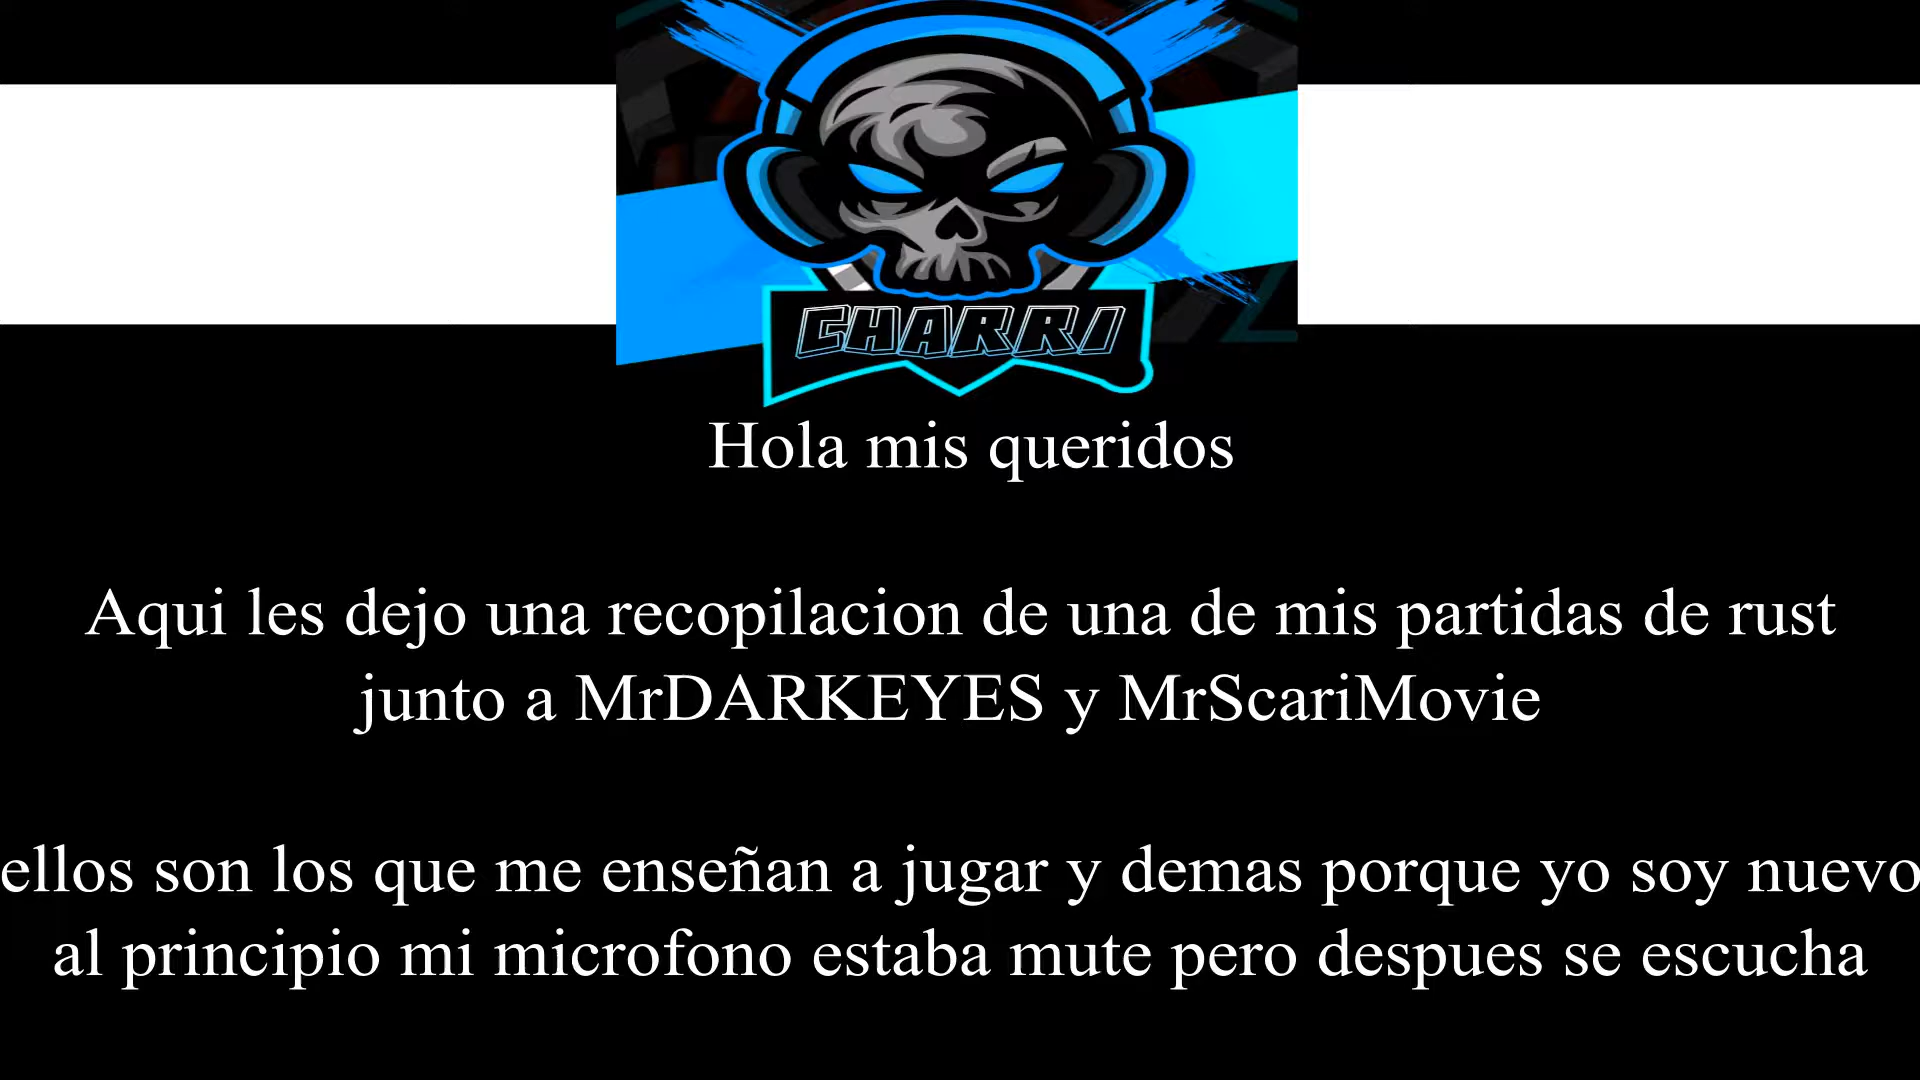 CHARRI
Hola mis queridos
Aqui les dejo una recopilacion de una de mis partidas de rust
junto a MrDARKEYES y MrScariMovie
ellos son los que me enseñan a jugar y demas porque yo soy nuevo
al principio mi microfono estaba mute pero despues se escucha